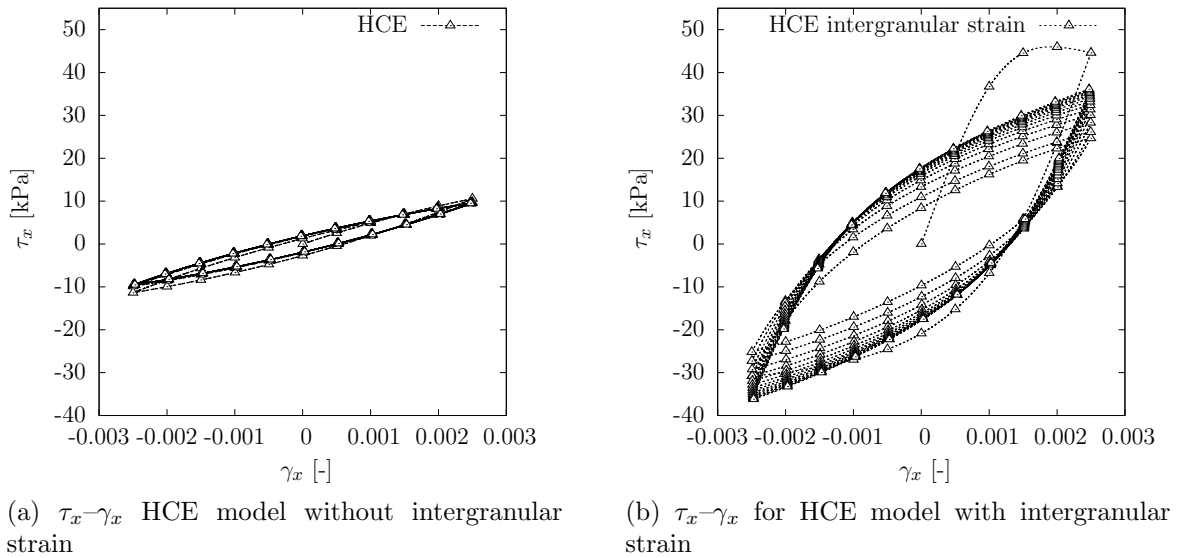 50
40
30
20
10
0
-10
-20
-30
-40
-0.003 -0.002 -0.001 0 0.001 0.002 0.003
τx [kPa]
γx [-]
HCE
(a) τx–γx HCE model without intergranular
strain
50
40
30
20
10
0
-10
-20
-30
-40
-0.003 -0.002 -0.001 0 0.001 0.002 0.003
τx [kPa]
γx [-]
HCE intergranular strain
(b) τx–γx for HCE model with intergranular
strain